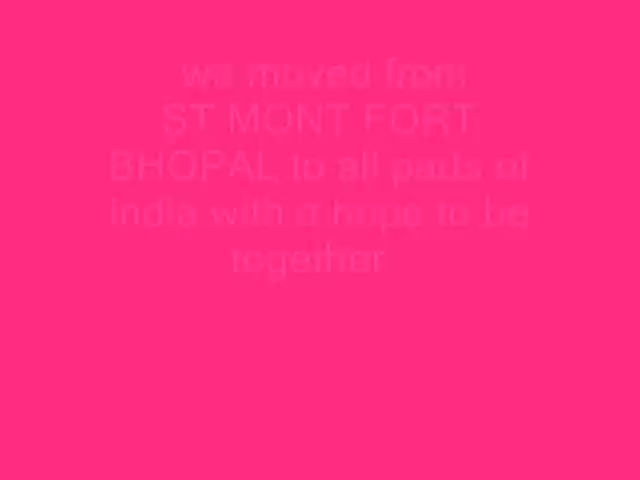 we moved from
ST MONT FORT
BHOPAL to all parts of
india with a hope to be
together